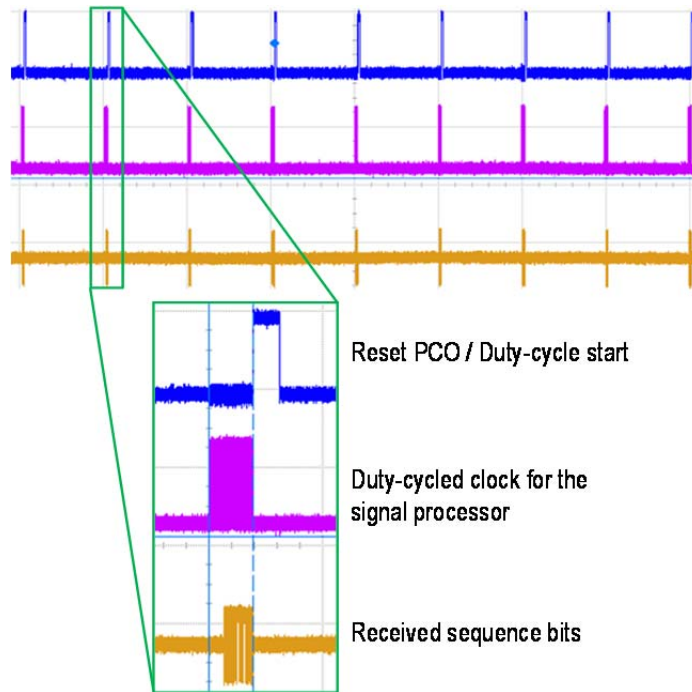 Reset PCO / Duty-cycle start
Duty-cycled clock for the
signal processor
Received sequence bits